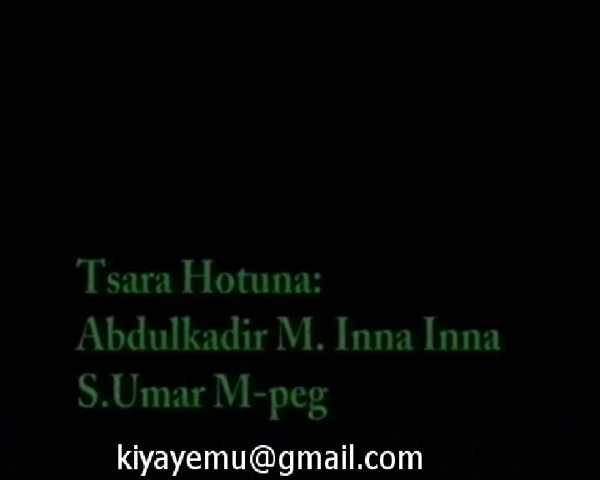 Tsara Hotuna:
Abdulkadir M. Inna Inna
S.Umar M-peg
kiyayemu@gmail.com